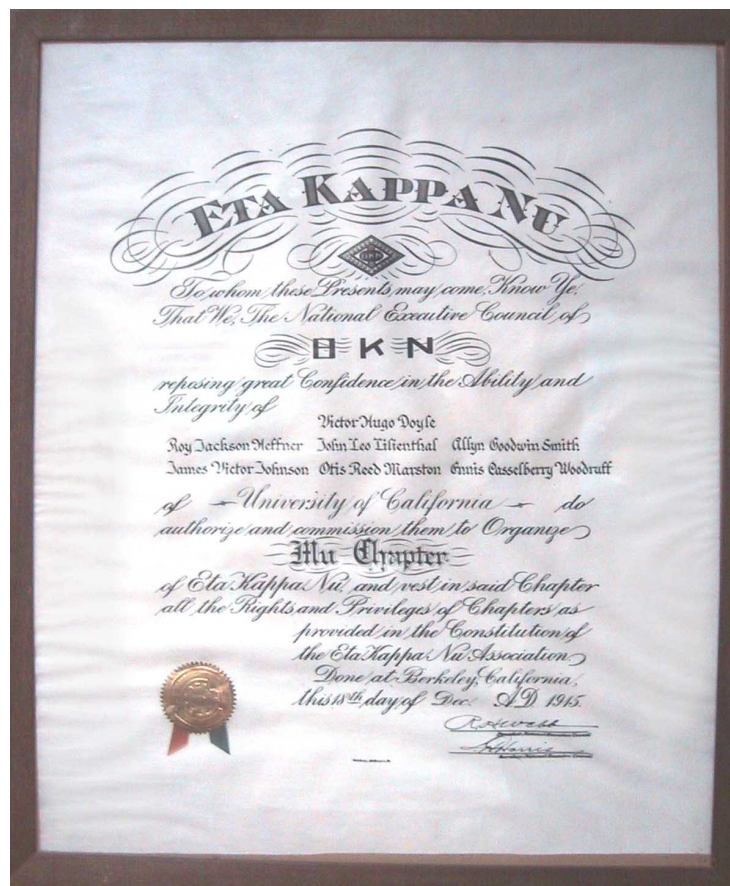 ETA KAPPA NU
To whom these Presents may come, Know Ye,
That We, The National Executive Council of
H K N
reposing great Confidence in the Ability and
Integrity of
Victor Hugo Doyle
Roy Jackson Heffner John Leo Lilienthal Allyn Goodwin Smith
James Victor Johnson Otis Reed Marston Ennis Casselberry Woodruff
of University of California do
authorize and commission them to Organize
Mu Chapter
of Eta Kappa Nu, and vest in said Chapter
all the Rights and Privileges of Chapters as
provided in the Constitution of
the Eta Kappa Nu Association.
Done at Berkeley, California,
this 18th day of Dec. A.D. 1915.